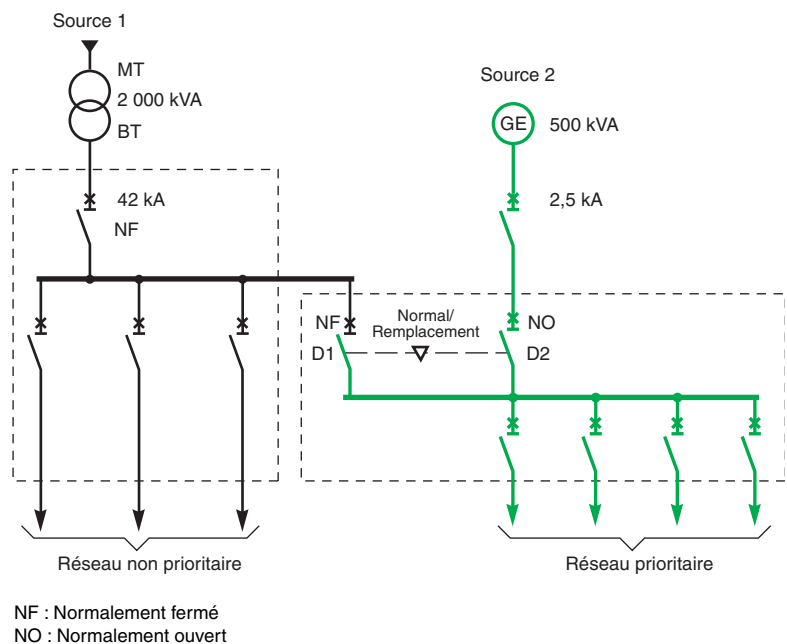 Source 1
MT
2 000 kVA
BT
Source 2
GE
500 kVA
42 kA
NF
2,5 kA
NF
Normal/
Remplacement
NO
D1
D2
Réseau non prioritaire
Réseau prioritaire
NF : Normalement fermé
NO : Normalement ouvert